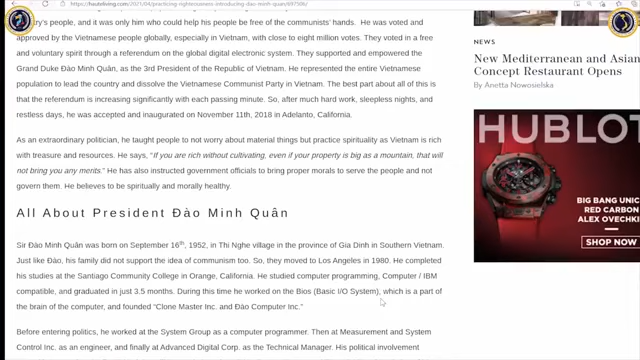 https://hauteliving.com/2021/04/practicing-righteousness-introducing-dao-minh-quan/697506/
country's people, and it was only him who could help his people be free of the communists' hands. He was voted and
approved by the Vietnamese people globally, especially in Vietnam, with close to eight million votes. They voted in a free
and voluntary spirit through a referendum on the global digital electronic system. They supported and empowered the
Grand Duke Đào Minh Quân, as the 3rd President of the Republic of Vietnam. He represented the entire Vietnamese
population to lead the country and dissolve the Vietnamese Communist Party in Vietnam. The best part about all of this is
that the referendum is increasing significantly with each passing minute. So, after much hard work, sleepless nights, and
restless days, he was accepted and inaugurated on November 11th, 2018 in Adelanto, California.
As an extraordinary politician, he taught people to not worry about material things but practice spirituality as Vietnam is rich
with treasure and resources. He says, "If you are rich without cultivating, even if your property is big as a mountain, that will
not bring you any merits." He has also instructed government officials to bring proper morals to serve the people and not
govern them. He believes to be spiritually and morally healthy.
All About President Đào Minh Quân
Sir Đào Minh Quân was born on September 16th, 1952, in Thi Nghe village in the province of Gia Dinh in Southern Vietnam.
Just like Đào, his family did not support the idea of communism too. So, they moved to Los Angeles in 1980. He completed
his studies at the Santiago Community College in Orange, California. He studied computer programming, Computer / IBM
compatible, and graduated in just 3.5 months. During this time he worked on the Bios (Basic I/O System), which is a part of
the brain of the computer, and founded "Clone Master Inc. and Đào Computer Inc."
Before entering politics, he worked at the System Group as a computer programmer. Then at Measurement and System
Control Inc. as an engineer, and finally at Advanced Digital Corp. as the Technical Manager. His political involvement
NEWS
New Mediterranean and Asian
Concept Restaurant Opens
By Anetta Nowosielska
HUBLOT
BIG BANG UNIC
RED CARBON
ALEX OVECHKI
SHOP NOW